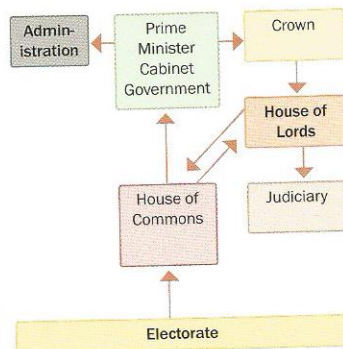 Admin-
istration
Prime
Minister
Cabinet
Government
Crown
House of
Lords
House of
Commons
Judiciary
Electorate